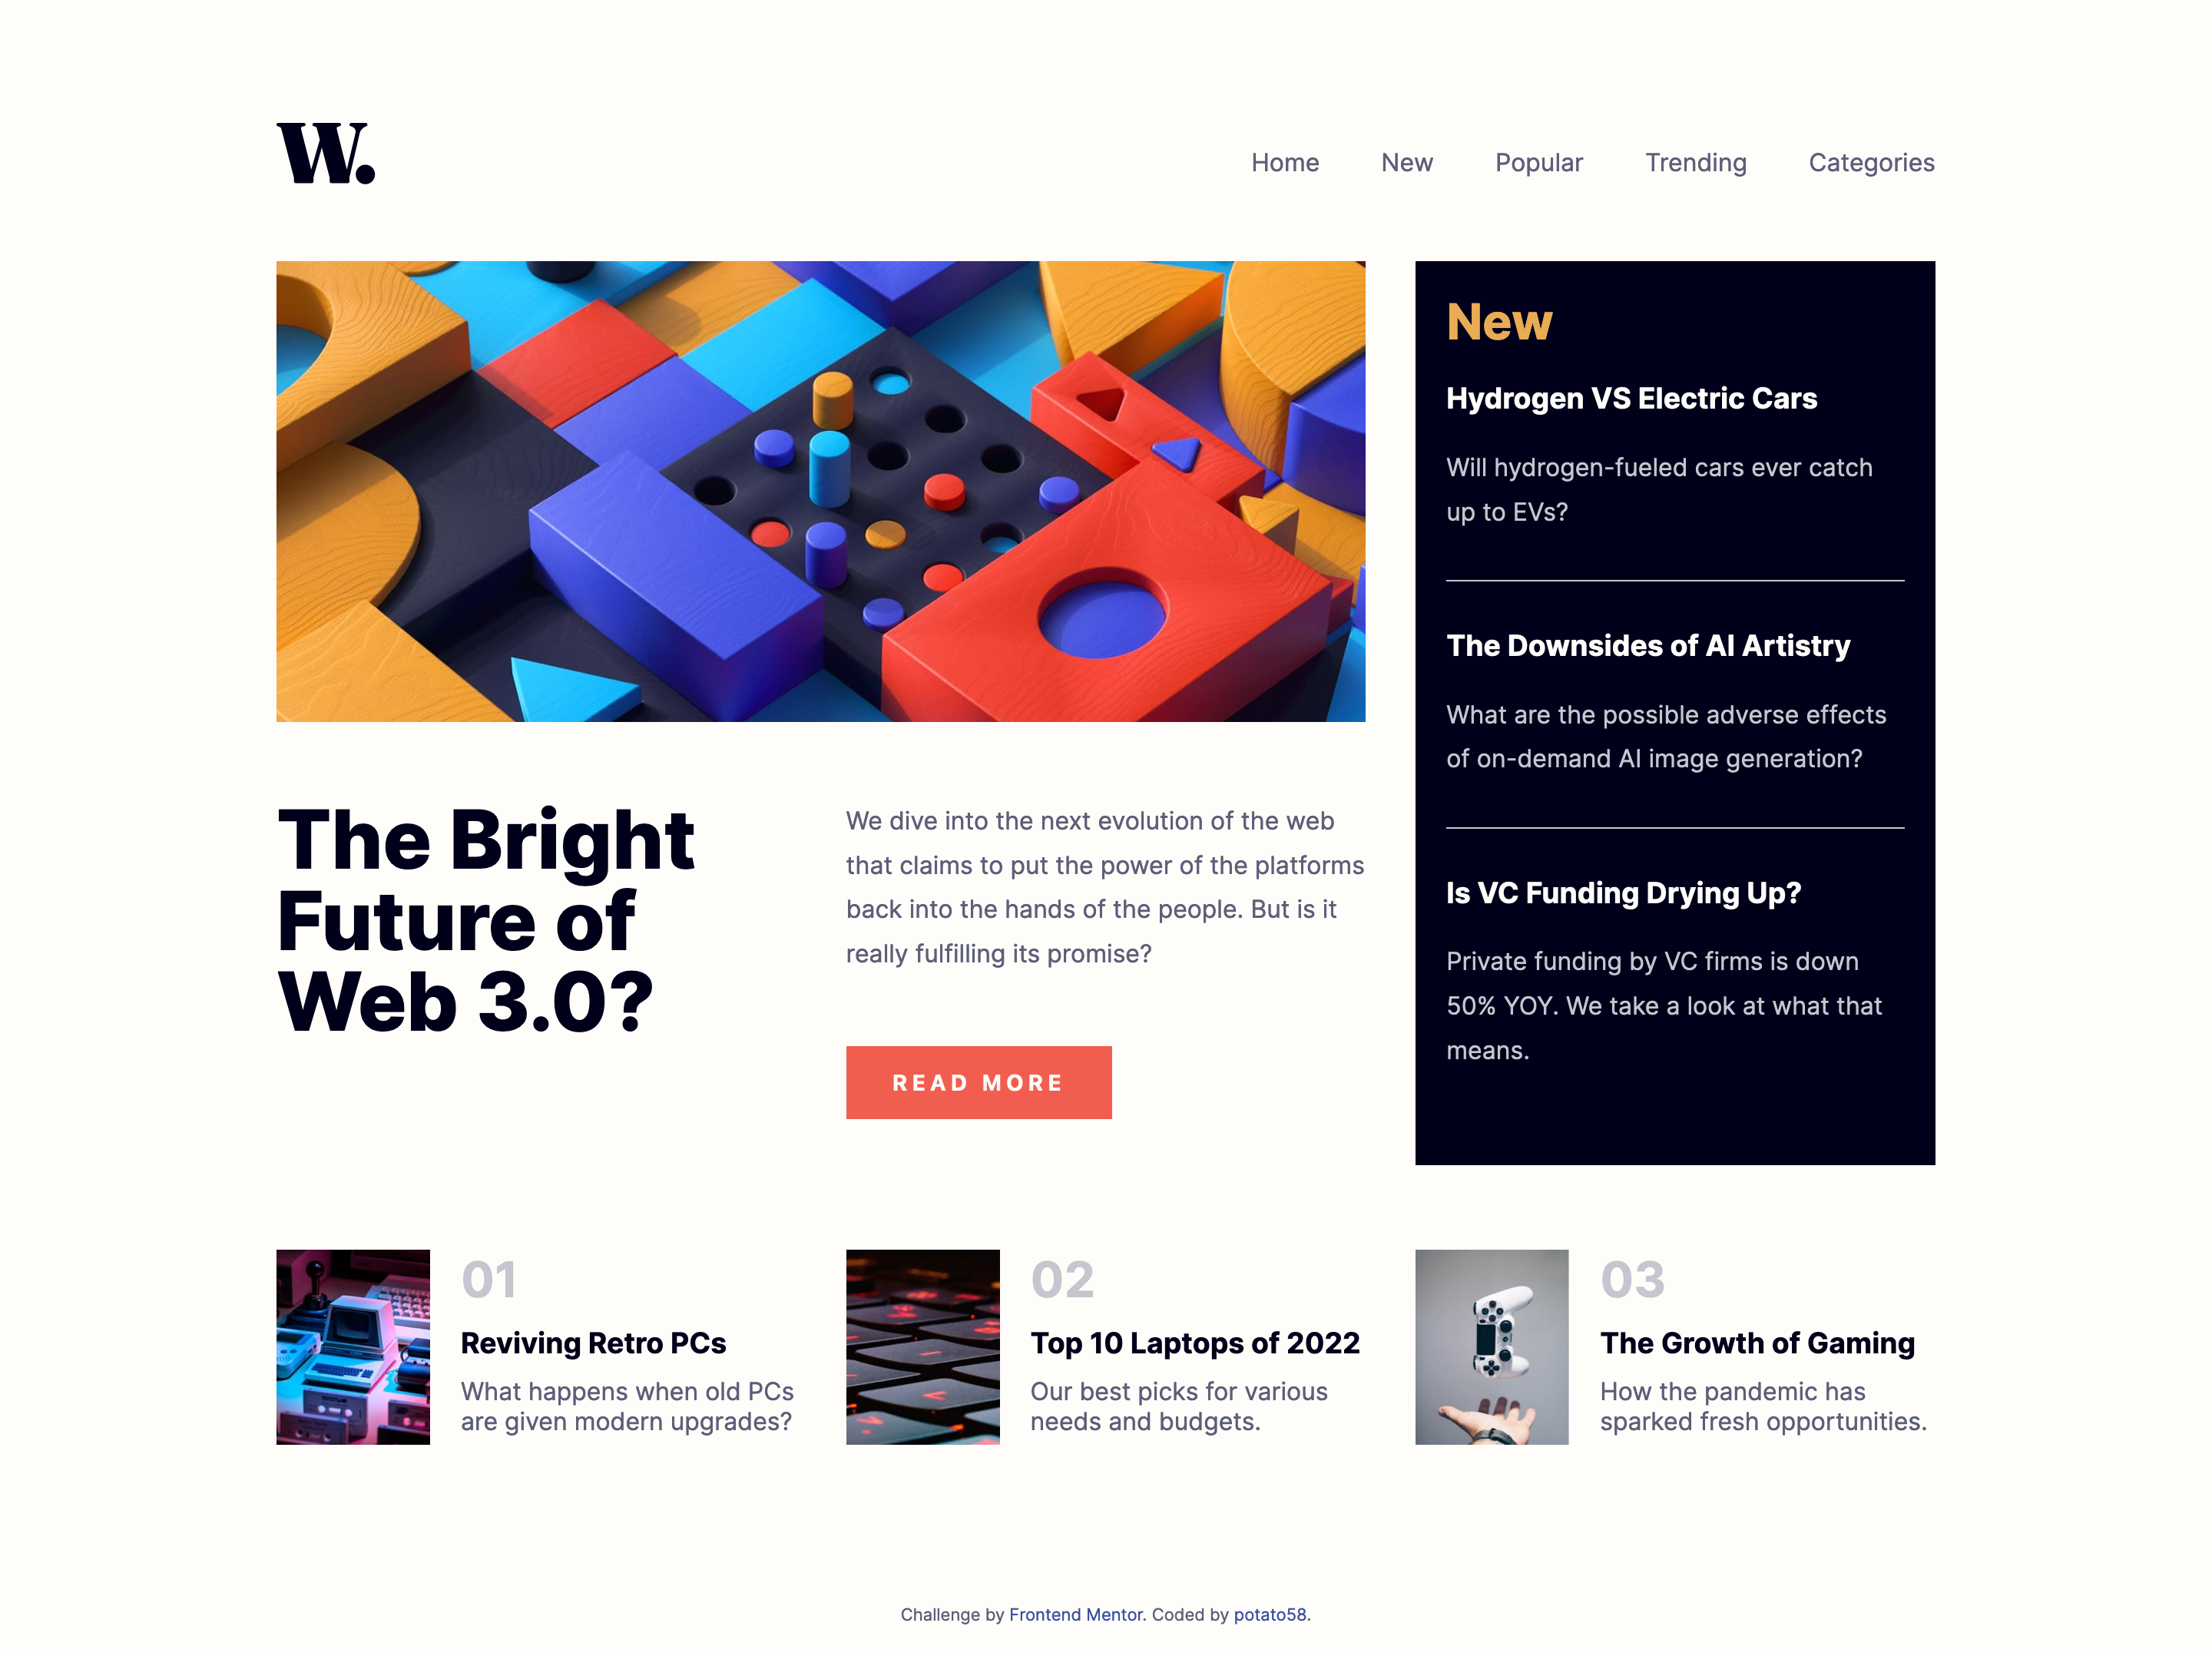 W.
Home New Popular Trending Categories
The Bright
Future of
Web 3.0?
We dive into the next evolution of the web
that claims to put the power of the platforms
back into the hands of the people. But is it
really fulfilling its promise?
READ MORE
New
Hydrogen VS Electric Cars
Will hydrogen-fueled cars ever catch
up to EVs?
The Downsides of AI Artistry
What are the possible adverse effects
of on-demand AI image generation?
Is VC Funding Drying Up?
Private funding by VC firms is down
50% YOY. We take a look at what that
means.
01
Reviving Retro PCs
What happens when old PCs
are given modern upgrades?
02
Top 10 Laptops of 2022
Our best picks for various
needs and budgets.
03
The Growth of Gaming
How the pandemic has
sparked fresh opportunities.
Challenge by Frontend Mentor. Coded by potato58.